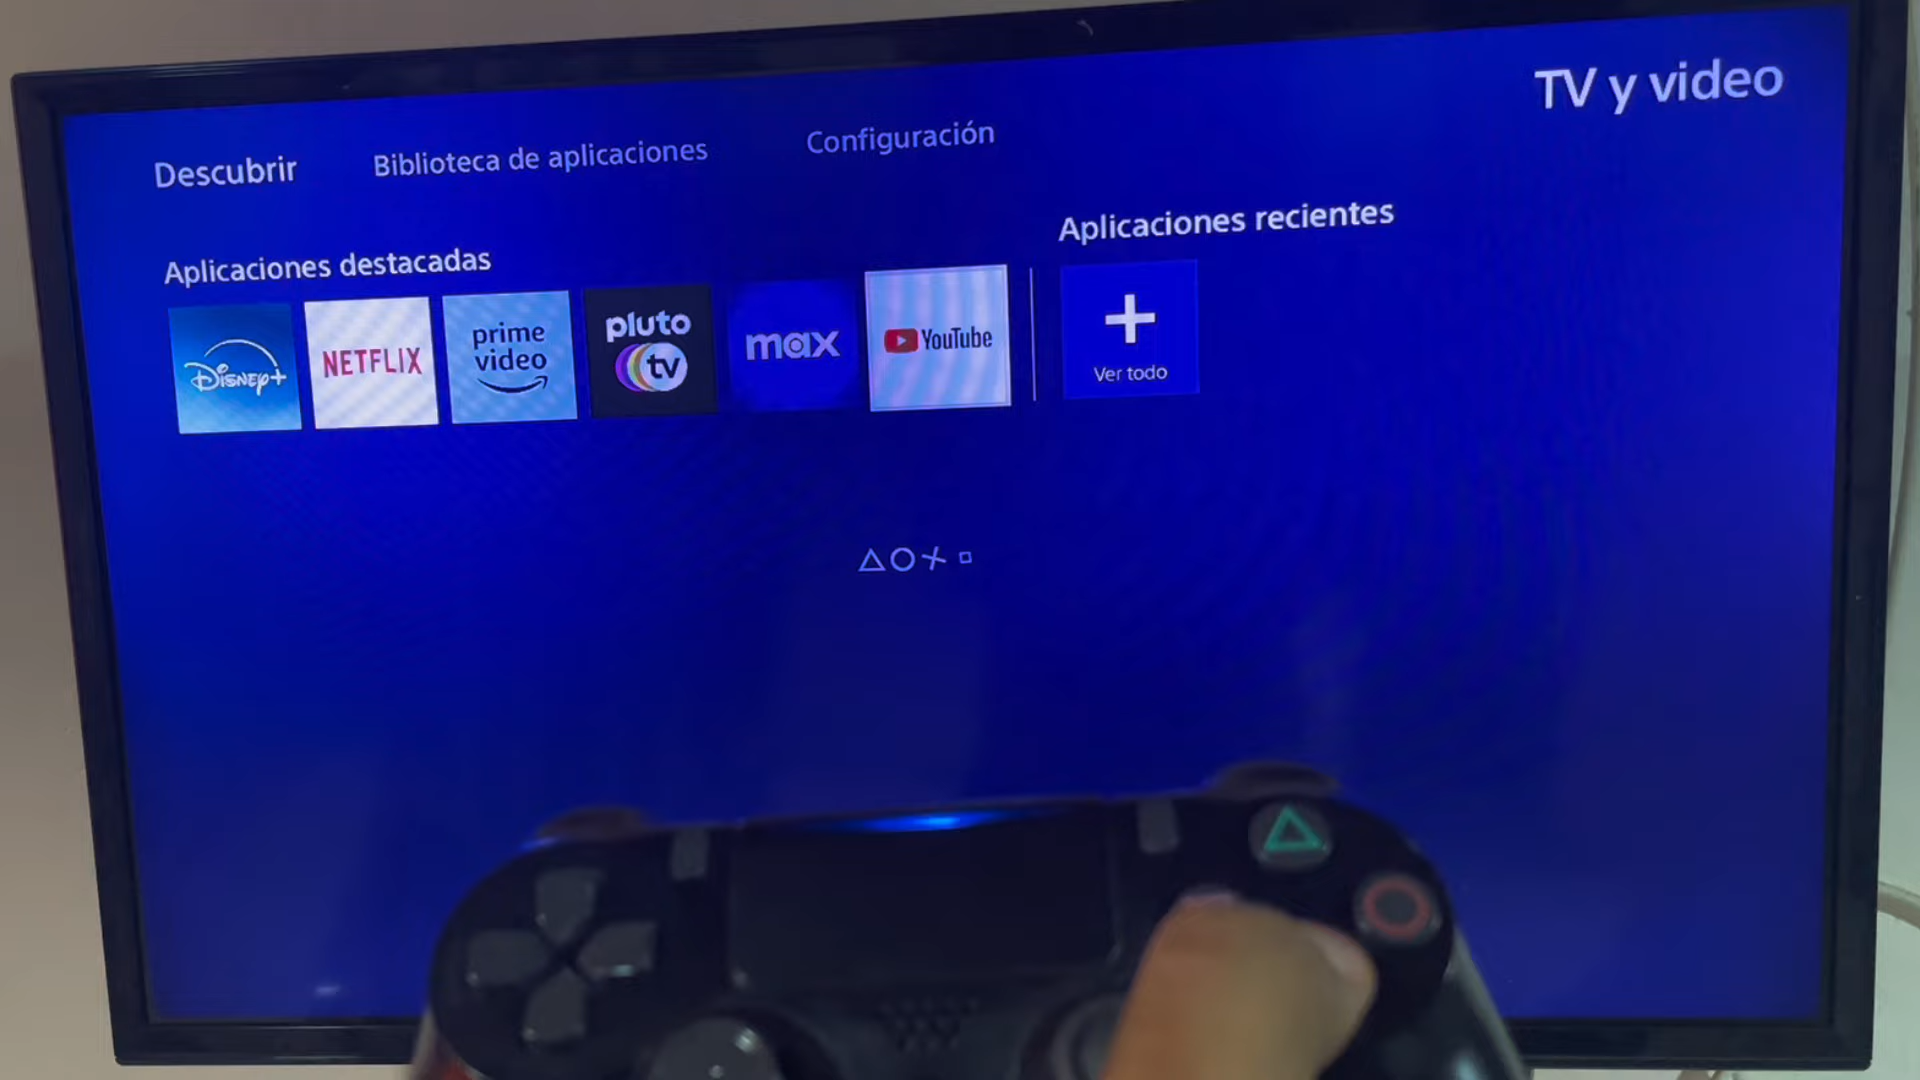 TV y video
Descubrir
Biblioteca de aplicaciones
Configuración
Aplicaciones destacadas
Aplicaciones recientes
Disney+
NETFLIX
prime video
pluto tv
max
YouTube
Ver todo